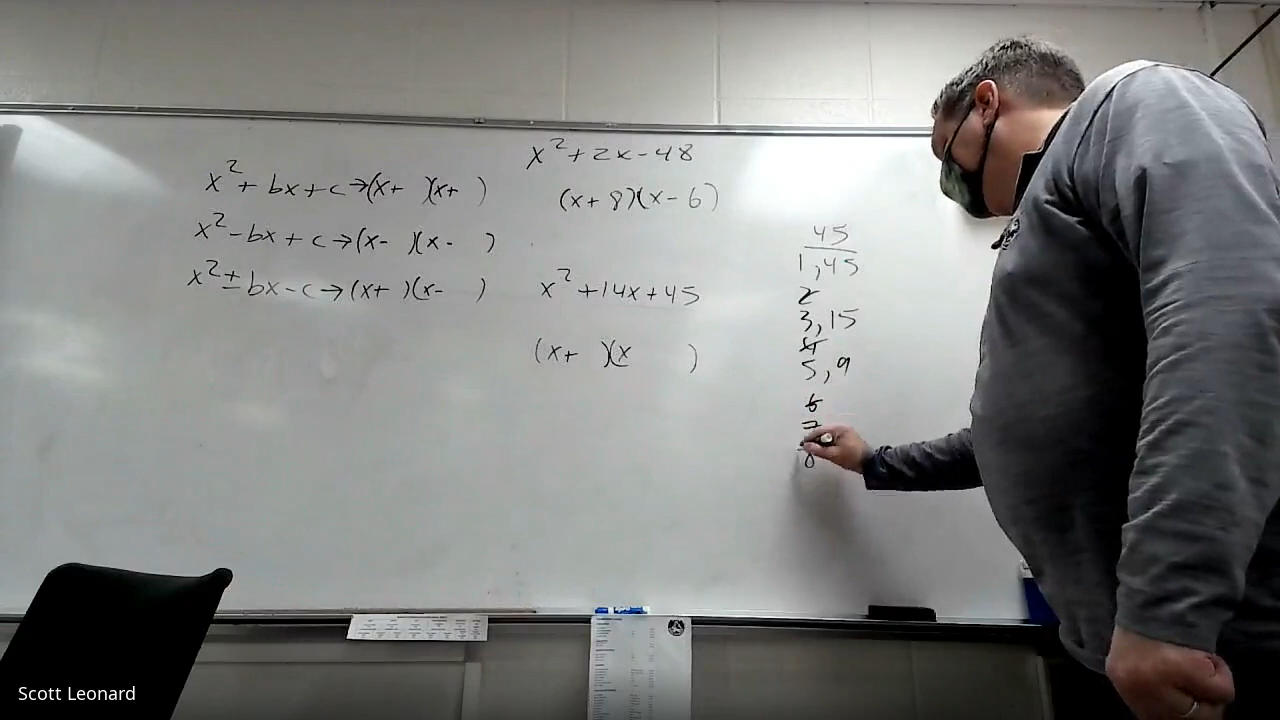 x² + bx + c → (x+ )(x+ )
x² - bx + c → (x- )(x- )
x² ± bx - c → (x+ )(x- )
x² + 2x - 48
(x + 8)(x - 6)
x² + 14x + 45
(x+ )(x )
45
1, 45
2
3, 15
4
5, 9
6
7
8
Scott Leonard